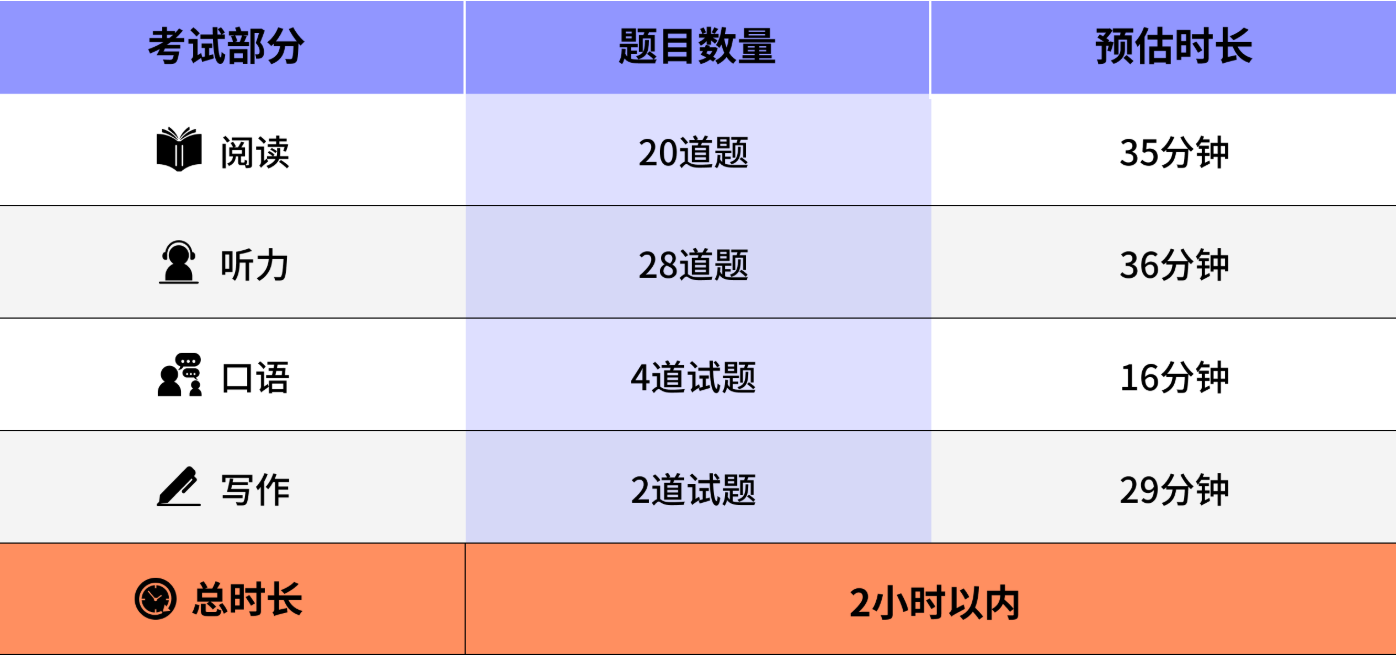 考试部分 题目数量 预估时长
阅读 20道题 35分钟
听力 28道题 36分钟
口语 4道试题 16分钟
写作 2道试题 29分钟
总时长 2小时以内